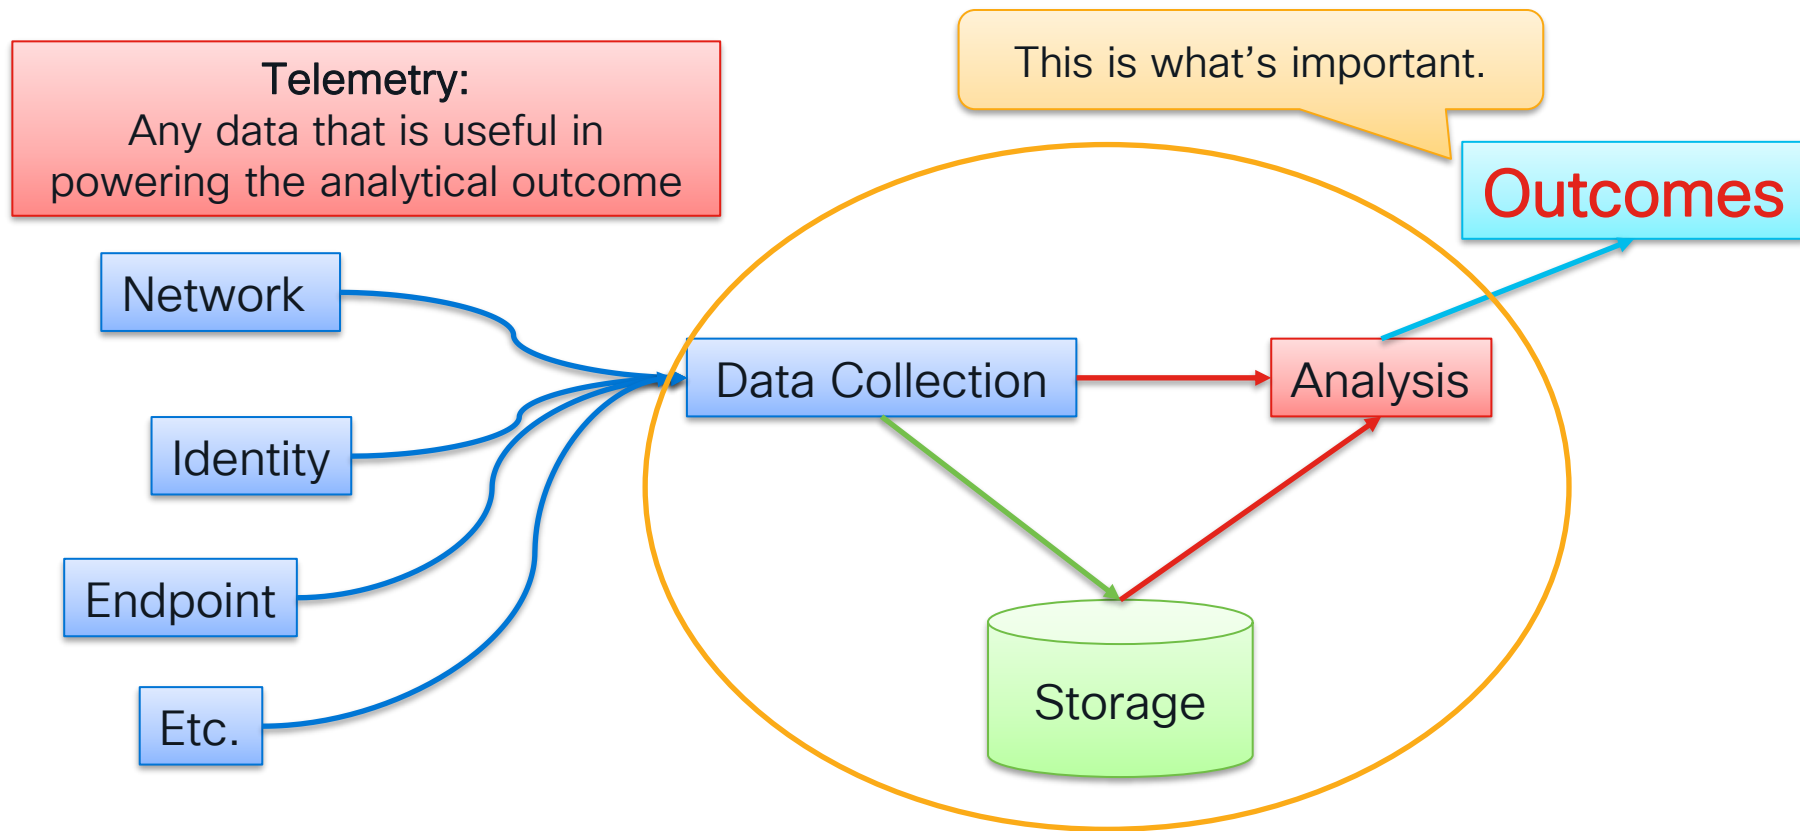 Telemetry:
Any data that is useful in
powering the analytical outcome
This is what’s important.
Outcomes
Network
Identity
Endpoint
Etc.
Data Collection
Analysis
Storage